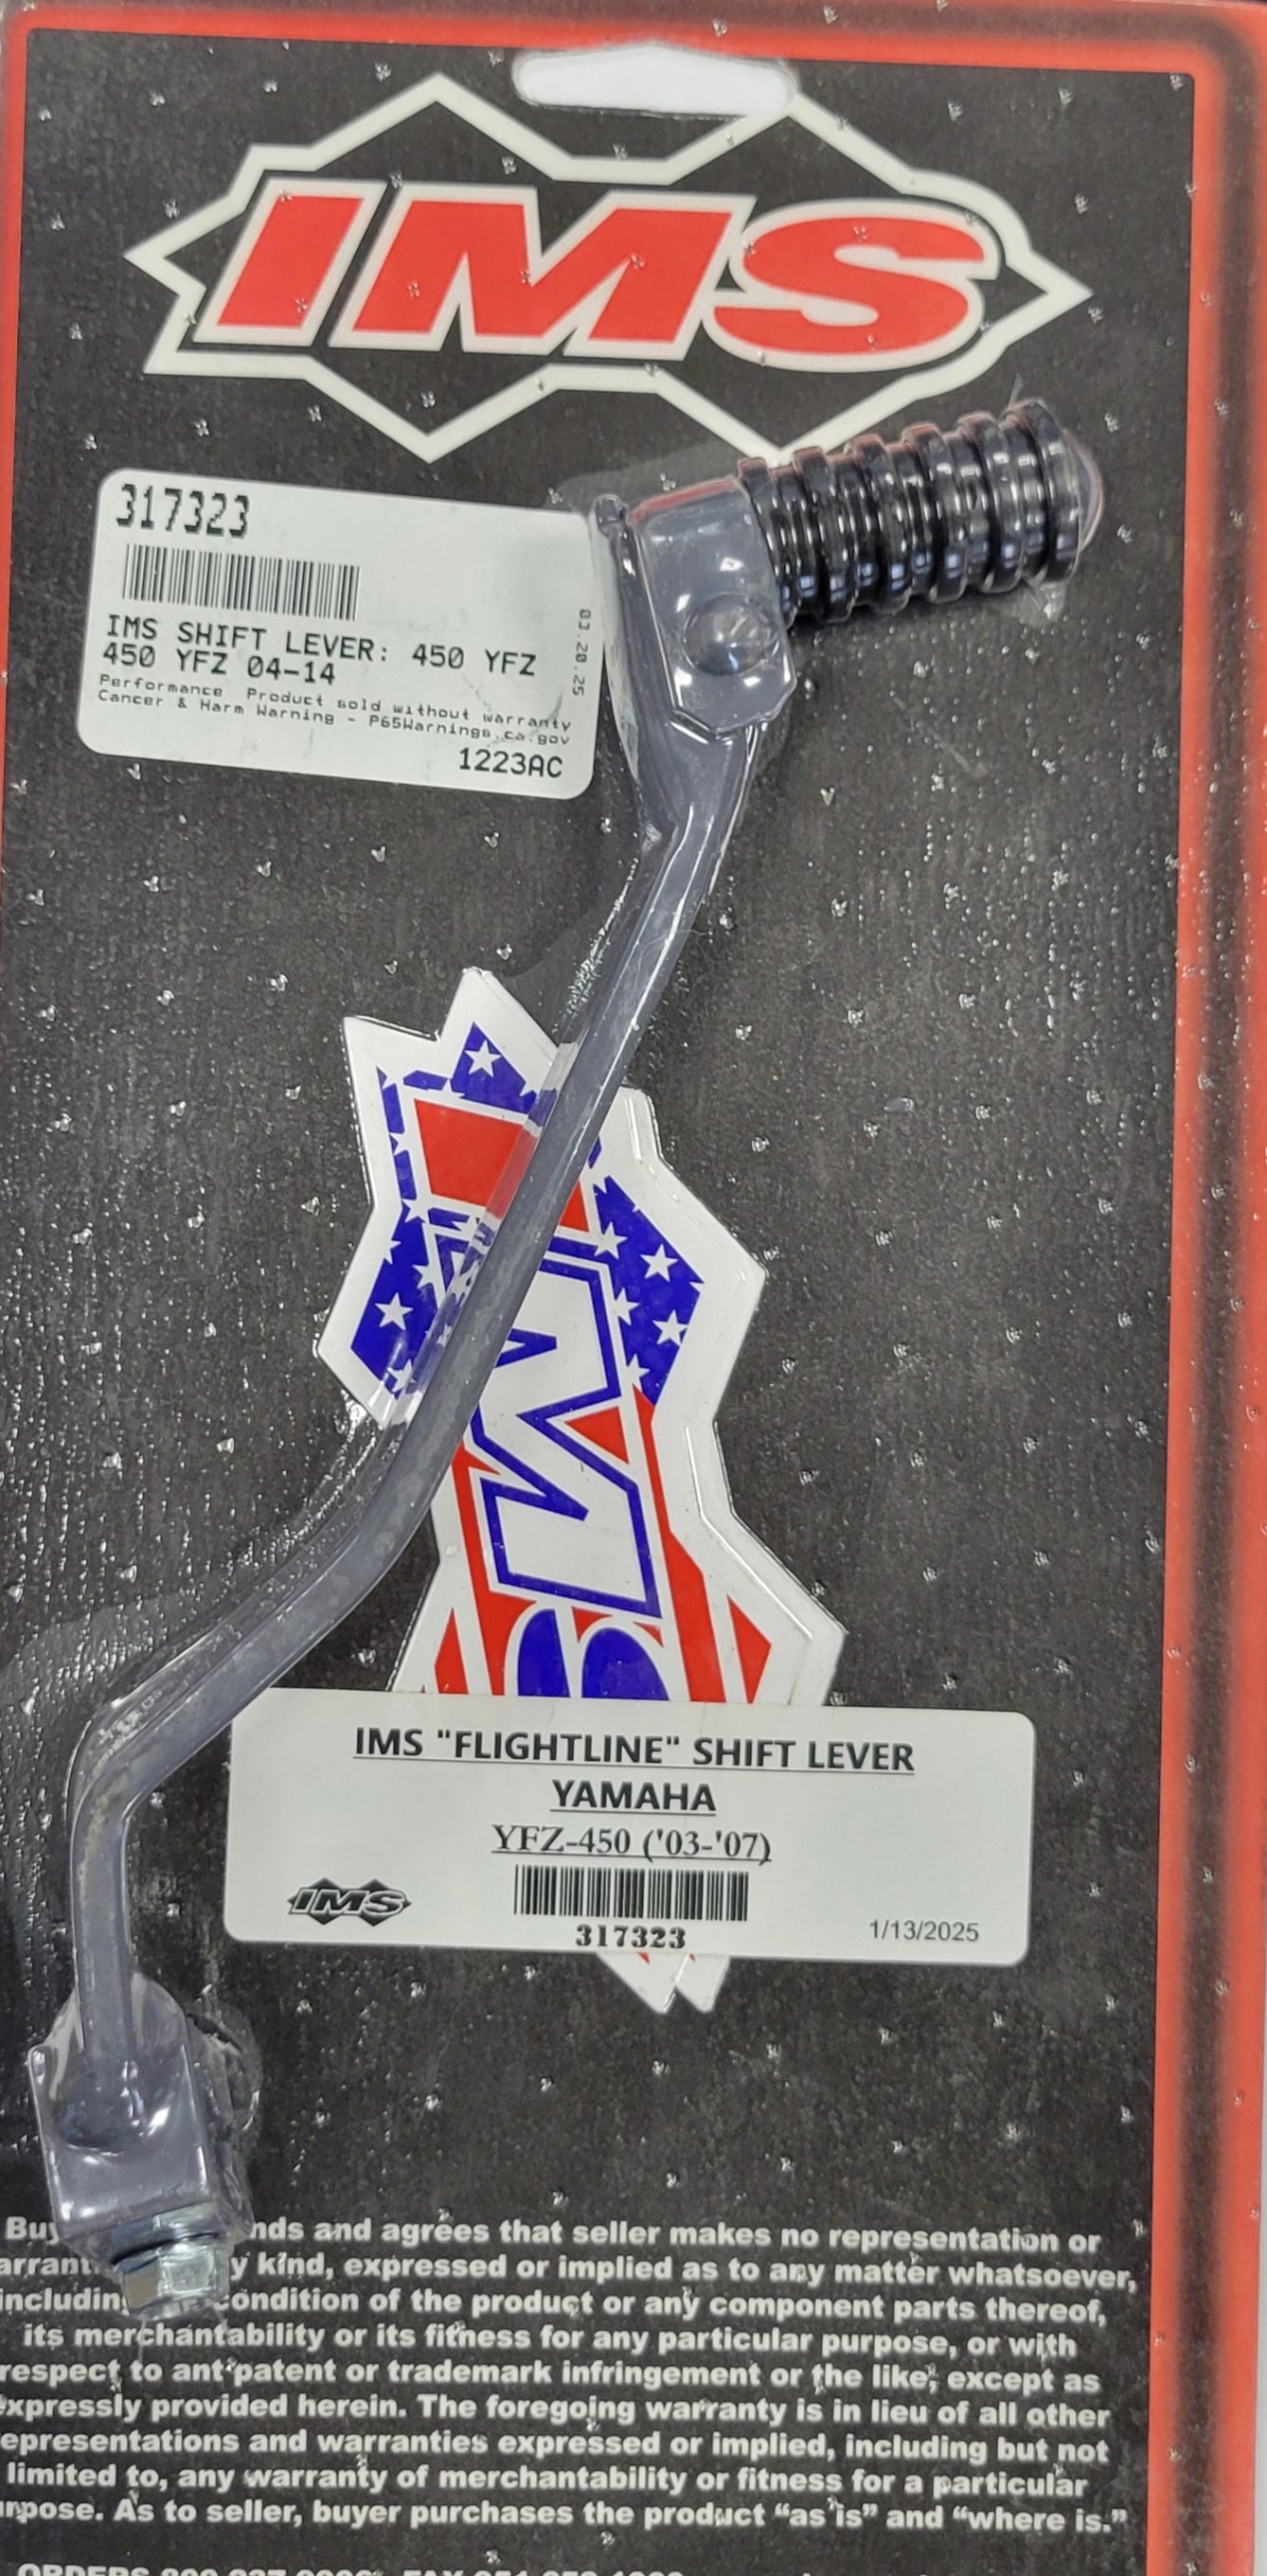 IMS
317323
IMS SHIFT LEVER: 450 YFZ
450 YFZ 04-14
Performance Product sold without warranty
Cancer & Harm Warning - P65Warnings.ca.gov
03.20.25
1223AC
IMS "FLIGHTLINE" SHIFT LEVER
YAMAHA
YFZ-450 ('03-'07)
IMS
317323
1/13/2025
and agrees that seller makes no representation or
kind, expressed or implied as to any matter whatsoever,
condition of the product or any component parts thereof,
its merchantability or its fitness for any particular purpose, or with
respect to ant patent or trademark infringement or the like, except as
expressly provided herein. The foregoing warranty is in lieu of all other
epresentations and warranties expressed or implied, including but not
limited to, any warranty of merchantability or fitness for a particular
rpose. As to seller, buyer purchases the product “as is” and “where is.”
ORDERS